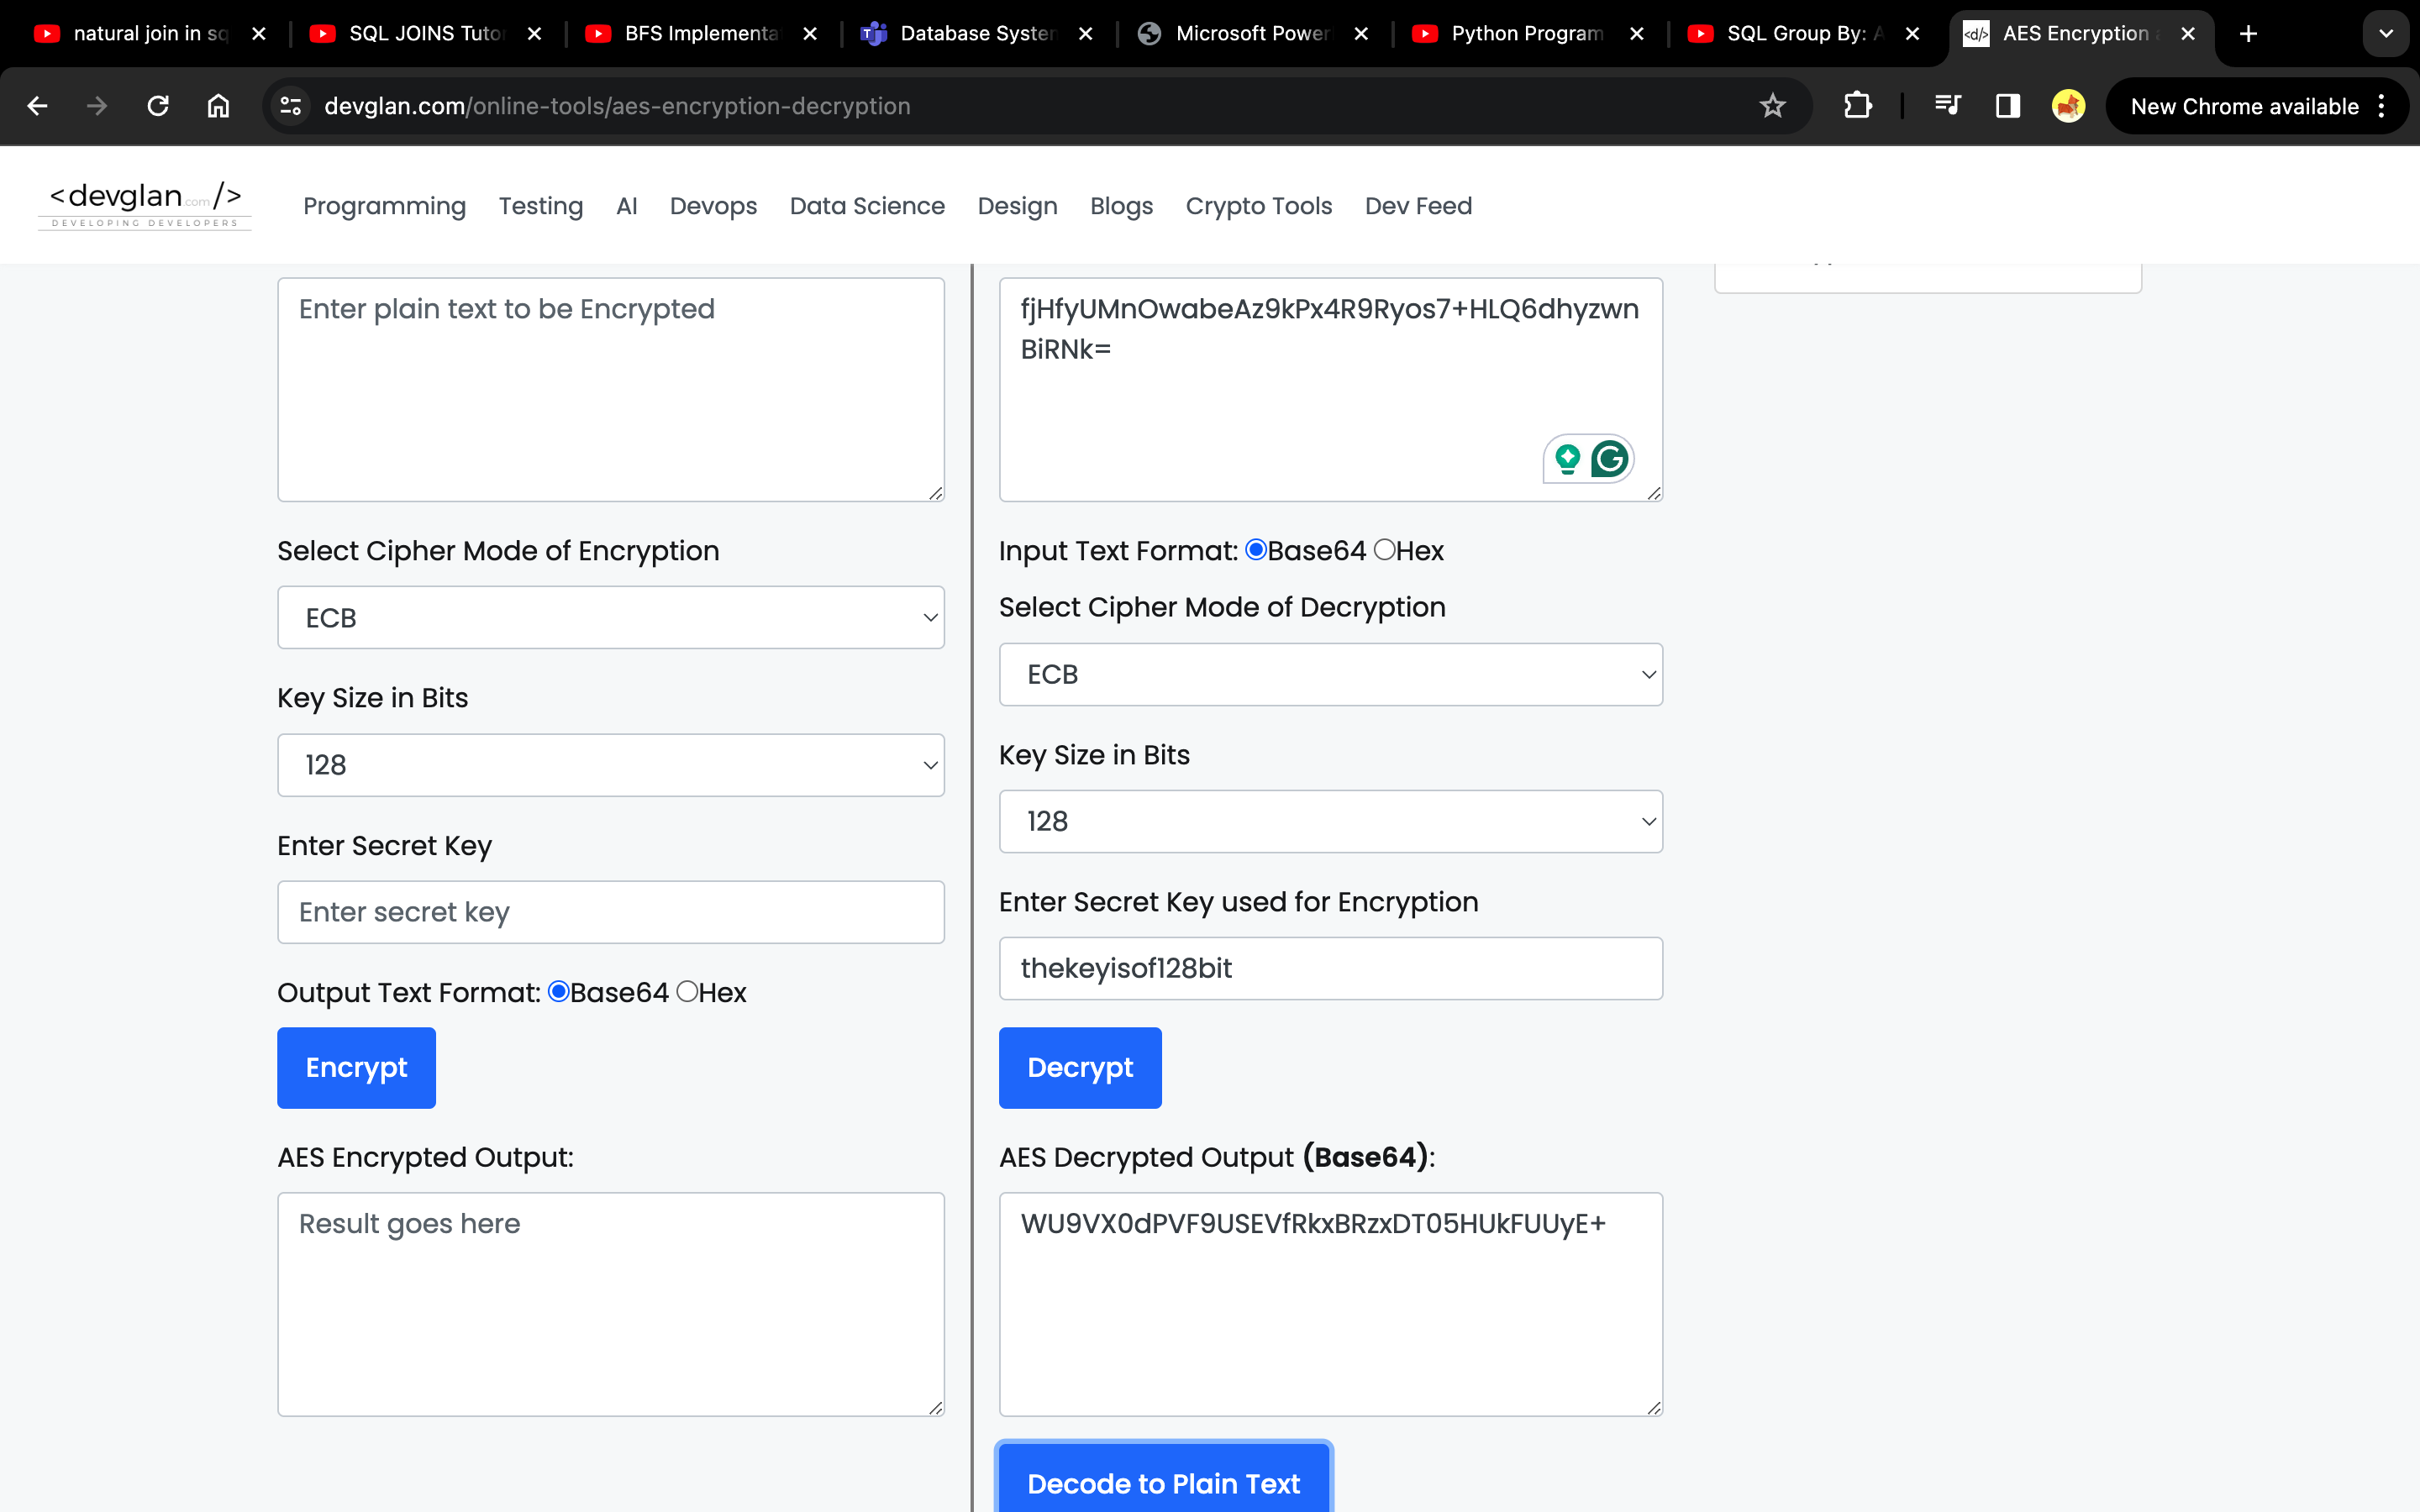 natural join in sq
SQL JOINS Tutor
BFS Implementa
Database System
Microsoft Power
Python Program
SQL Group By: A
AES Encryption a
devglan.com/online-tools/aes-encryption-decryption
New Chrome available
<devglan.com/>
DEVELOPING DEVELOPERS
Programming Testing AI Devops Data Science Design Blogs Crypto Tools Dev Feed
Enter plain text to be Encrypted
Select Cipher Mode of Encryption
ECB
Key Size in Bits
128
Enter Secret Key
Enter secret key
Output Text Format: Base64 Hex
Encrypt
AES Encrypted Output:
Result goes here
fjHfyUMnOwabeAz9kPx4R9Ryos7+HLQ6dhyzwn
BiRNk=
Input Text Format: Base64 Hex
Select Cipher Mode of Decryption
ECB
Key Size in Bits
128
Enter Secret Key used for Encryption
thekeyisof128bit
Decrypt
AES Decrypted Output (Base64):
WU9VX0dPVF9USEVfRkxBRzxDT05HUkFUUyE+
Decode to Plain Text